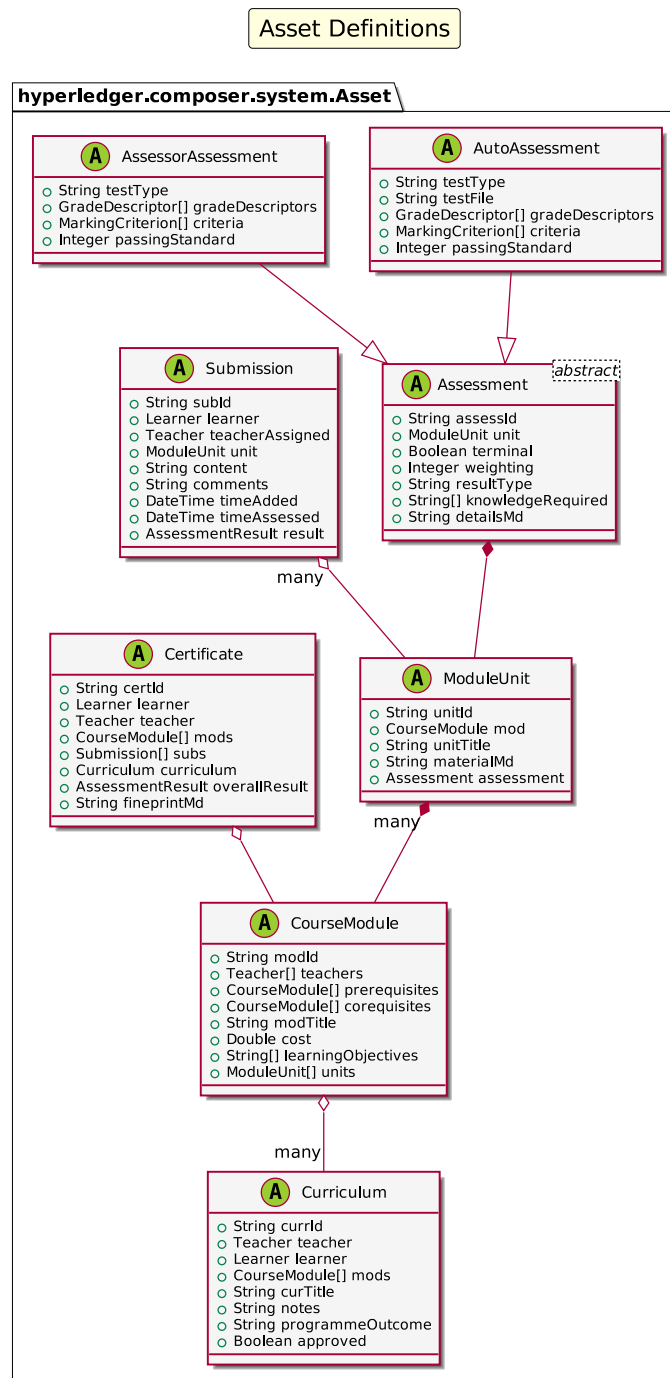 Asset Definitions
hyperledger.composer.system.Asset
A AssessorAssessment
String testType
GradeDescriptor[] gradeDescriptors
MarkingCriterion[] criteria
Integer passingStandard
A AutoAssessment
String testType
String testFile
GradeDescriptor[] gradeDescriptors
MarkingCriterion[] criteria
Integer passingStandard
A Submission
String subId
Learner learner
Teacher teacherAssigned
ModuleUnit unit
String content
String comments
DateTime timeAdded
DateTime timeAssessed
AssessmentResult result
A Assessment
abstract
String assessId
ModuleUnit unit
Boolean terminal
Integer weighting
String resultType
String[] knowledgeRequired
String detailsMd
many
A Certificate
String certId
Learner learner
Teacher teacher
CourseModule[] mods
Submission[] subs
Curriculum curriculum
AssessmentResult overallResult
String fineprintMd
A ModuleUnit
String unitId
CourseModule mod
String unitTitle
String materialMd
Assessment assessment
many
A CourseModule
String modId
Teacher[] teachers
CourseModule[] prerequisites
CourseModule[] corequisites
String modTitle
Double cost
String[] learningObjectives
ModuleUnit[] units
many
A Curriculum
String currId
Teacher teacher
Learner learner
CourseModule[] mods
String curTitle
String notes
String programmeOutcome
Boolean approved